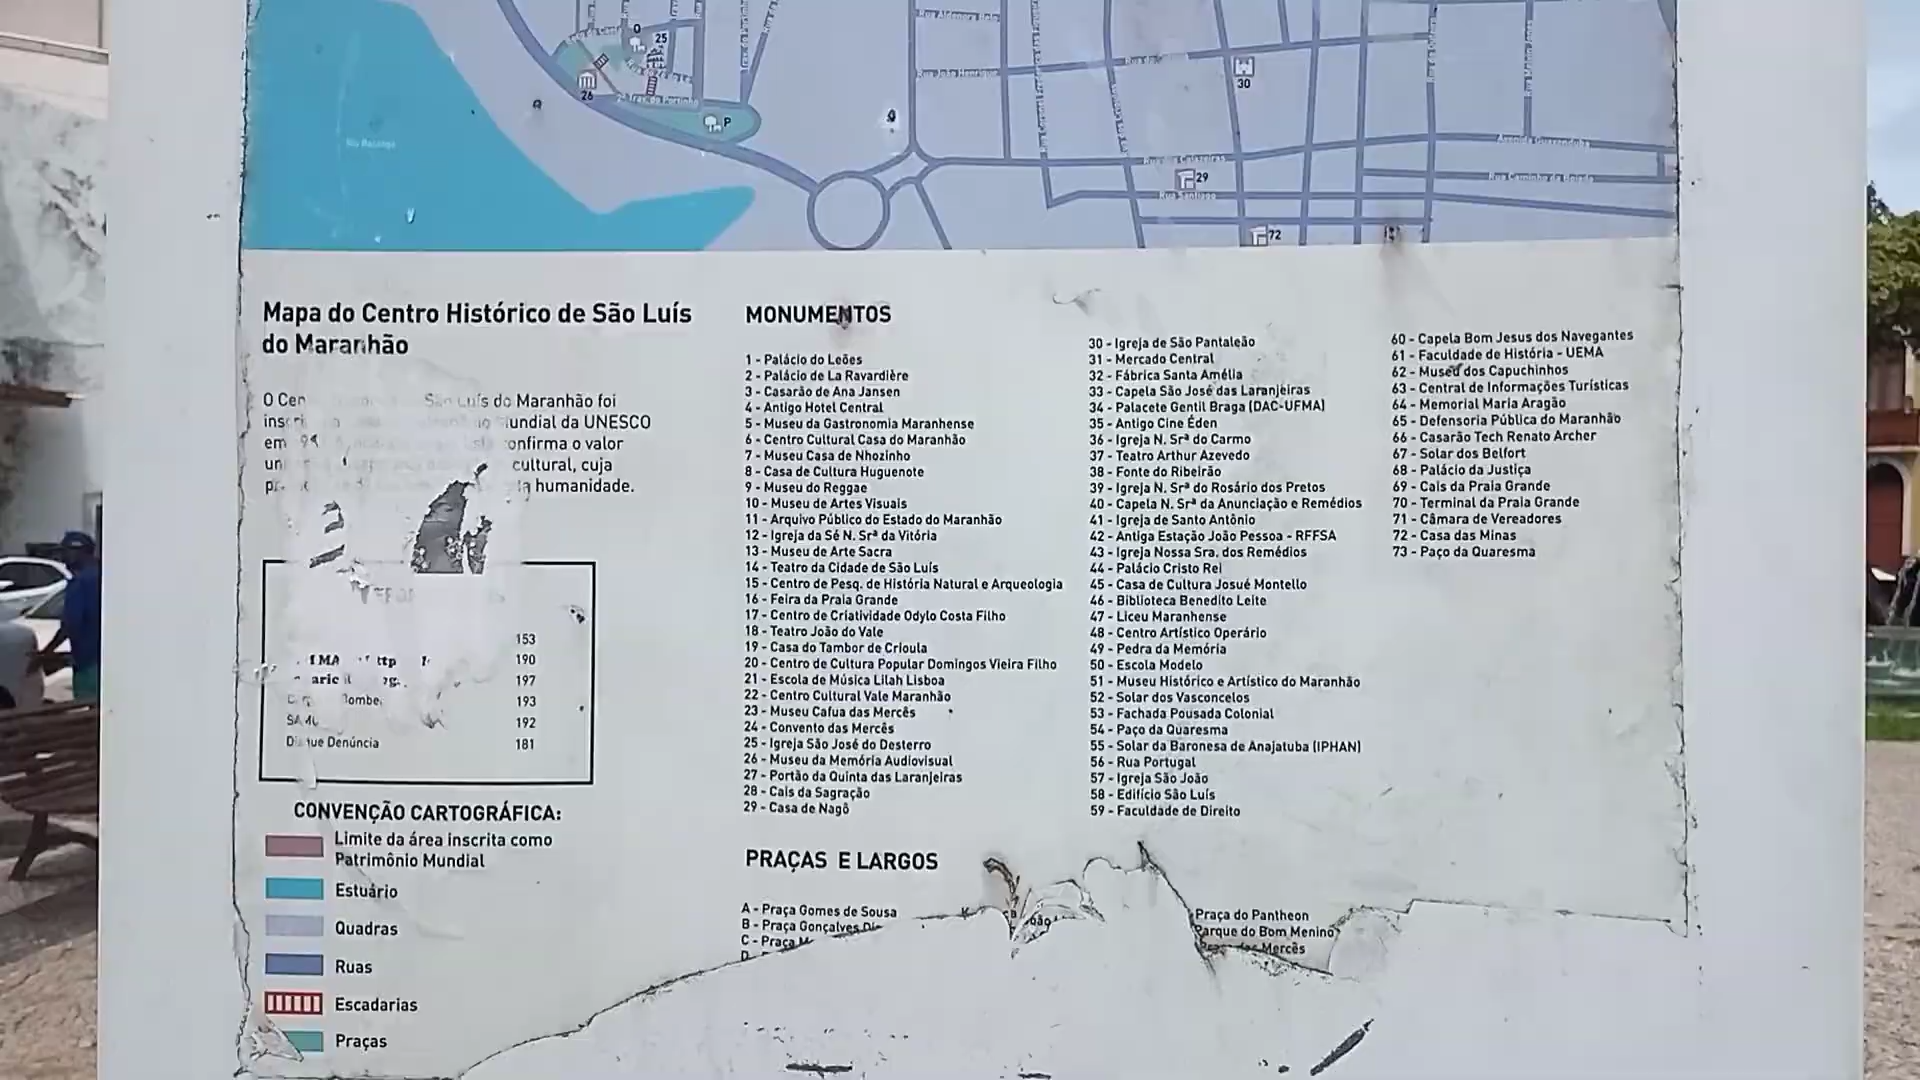 O
25
26
P
30
29
72
Rua João Henrique
Rua Santiago
Mapa do Centro Histórico de São Luís
do Maranhão
O Cen São Luís do Maranhão foi
undial da UNESCO
em confirma o valor
cultural, cuja
humanidade.
153
190
197
193
192
Disque Denúncia 181
CONVENÇÃO CARTOGRÁFICA:
Limite da área inscrita como
Patrimônio Mundial
Estuário
Quadras
Ruas
Escadarias
Praças
MONUMENTOS
1 - Palácio do Leões
2 - Palácio de La Ravardière
3 - Casarão de Ana Jansen
4 - Antigo Hotel Central
5 - Museu da Gastronomia Maranhense
6 - Centro Cultural Casa do Maranhão
7 - Museu Casa de Nhozinho
8 - Casa de Cultura Huguenote
9 - Museu do Reggae
10 - Museu de Artes Visuais
11 - Arquivo Público do Estado do Maranhão
12 - Igreja da Sé N. Srª da Vitória
13 - Museu de Arte Sacra
14 - Teatro da Cidade de São Luís
15 - Centro de Pesq. de História Natural e Arqueologia
16 - Feira da Praia Grande
17 - Centro de Criatividade Odylo Costa Filho
18 - Teatro João do Vale
19 - Casa do Tambor de Crioula
20 - Centro de Cultura Popular Domingos Vieira Filho
21 - Escola de Música Lilah Lisboa
22 - Centro Cultural Vale Maranhão
23 - Museu Cafua das Mercês
24 - Convento das Mercês
25 - Igreja São José do Desterro
26 - Museu da Memória Audiovisual
27 - Portão da Quinta das Laranjeiras
28 - Cais da Sagração
29 - Casa de Nagô
30 - Igreja de São Pantaleão
31 - Mercado Central
32 - Fábrica Santa Amélia
33 - Capela São José das Laranjeiras
34 - Palacete Gentil Braga (DAC-UFMA)
35 - Antigo Cine Éden
36 - Igreja N. Srª do Carmo
37 - Teatro Arthur Azevedo
38 - Fonte do Ribeirão
39 - Igreja N. Srª do Rosário dos Pretos
40 - Capela N. Srª da Anunciação e Remédios
41 - Igreja de Santo Antônio
42 - Antiga Estação João Pessoa - RFFSA
43 - Igreja Nossa Sra. dos Remédios
44 - Palácio Cristo Rei
45 - Casa de Cultura Josué Montello
46 - Biblioteca Benedito Leite
47 - Liceu Maranhense
48 - Centro Artístico Operário
49 - Pedra da Memória
50 - Escola Modelo
51 - Museu Histórico e Artístico do Maranhão
52 - Solar dos Vasconcelos
53 - Fachada Pousada Colonial
54 - Paço da Quaresma
55 - Solar da Baronesa de Anajatuba (IPHAN)
56 - Rua Portugal
57 - Igreja São João
58 - Edifício São Luís
59 - Faculdade de Direito
60 - Capela Bom Jesus dos Navegantes
61 - Faculdade de História - UEMA
62 - Museu dos Capuchinhos
63 - Central de Informações Turísticas
64 - Memorial Maria Aragão
65 - Defensoria Pública do Maranhão
66 - Casarão Tech Renato Archer
67 - Solar dos Belfort
68 - Palácio da Justiça
69 - Cais da Praia Grande
70 - Terminal da Praia Grande
71 - Câmara de Vereadores
72 - Casa das Minas
73 - Paço da Quaresma
PRAÇAS E LARGOS
A - Praça Gomes de Sousa
B - Praça Gonçalves
C - Praça
Praça do Pantheon
Parque do Bom Menino
Mercês